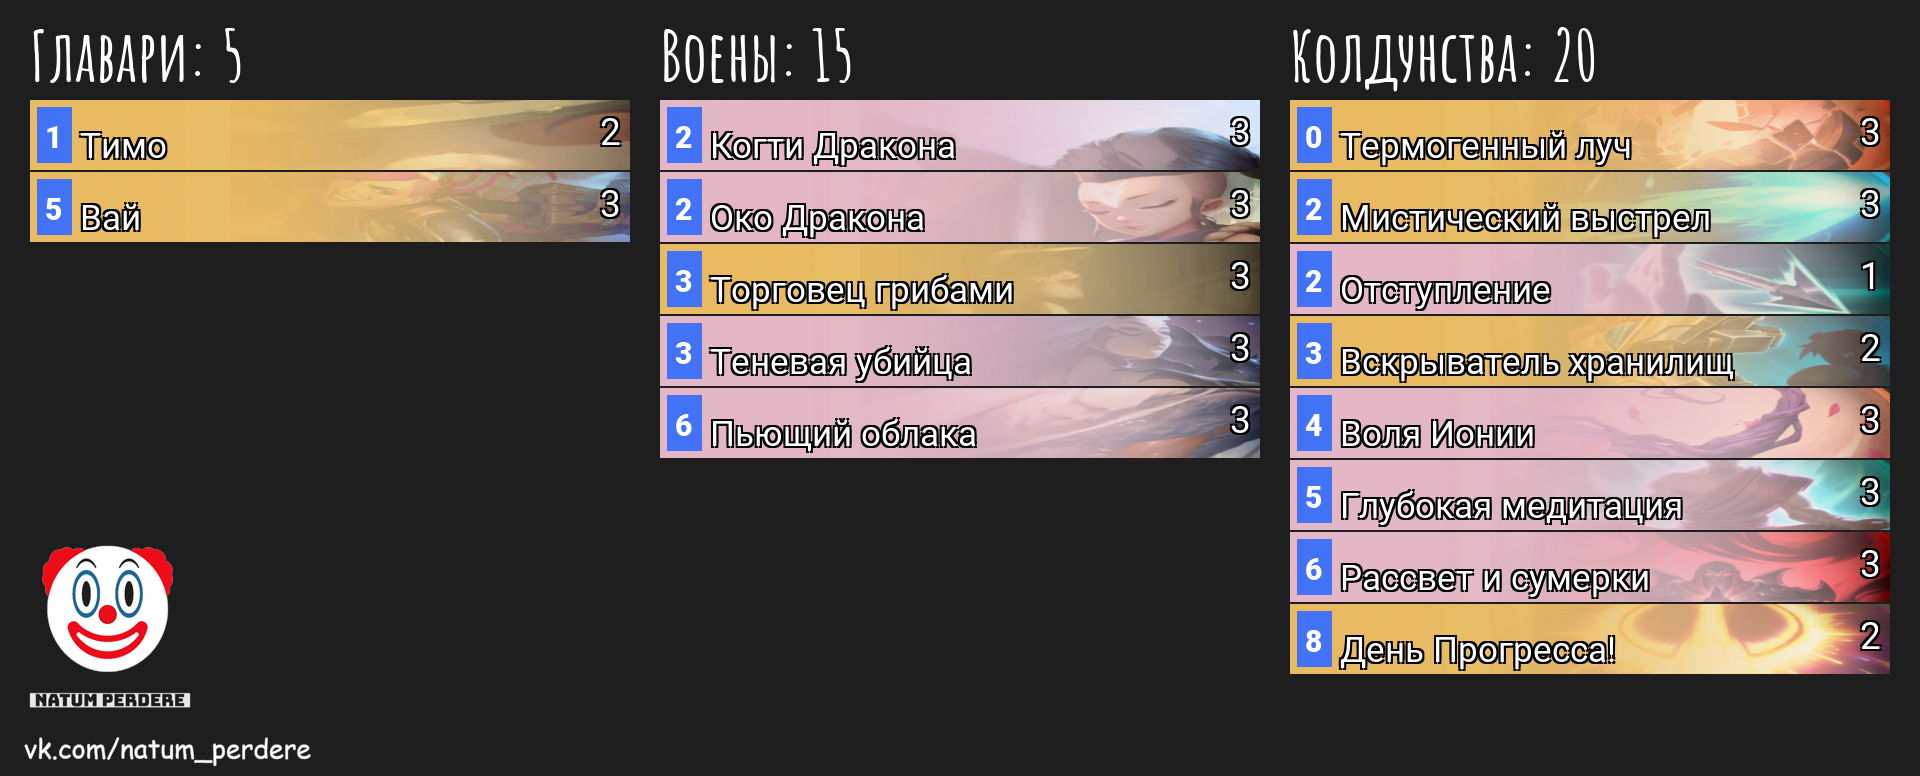 Главари: 5
1 Тимо 2
5 Вай 3
Воены: 15
2 Когти Дракона 3
2 Око Дракона 3
3 Торговец грибами 3
3 Теневая убийца 3
6 Пьющий облака 3
Колдунства: 20
0 Термогенный луч 3
2 Мистический выстрел 3
2 Отступление 1
3 Вскрыватель хранилищ 2
4 Воля Ионии 3
5 Глубокая медитация 3
6 Рассвет и сумерки 3
8 День Прогресса! 2
NATUM PERDERE
vk.com/natum_perdere